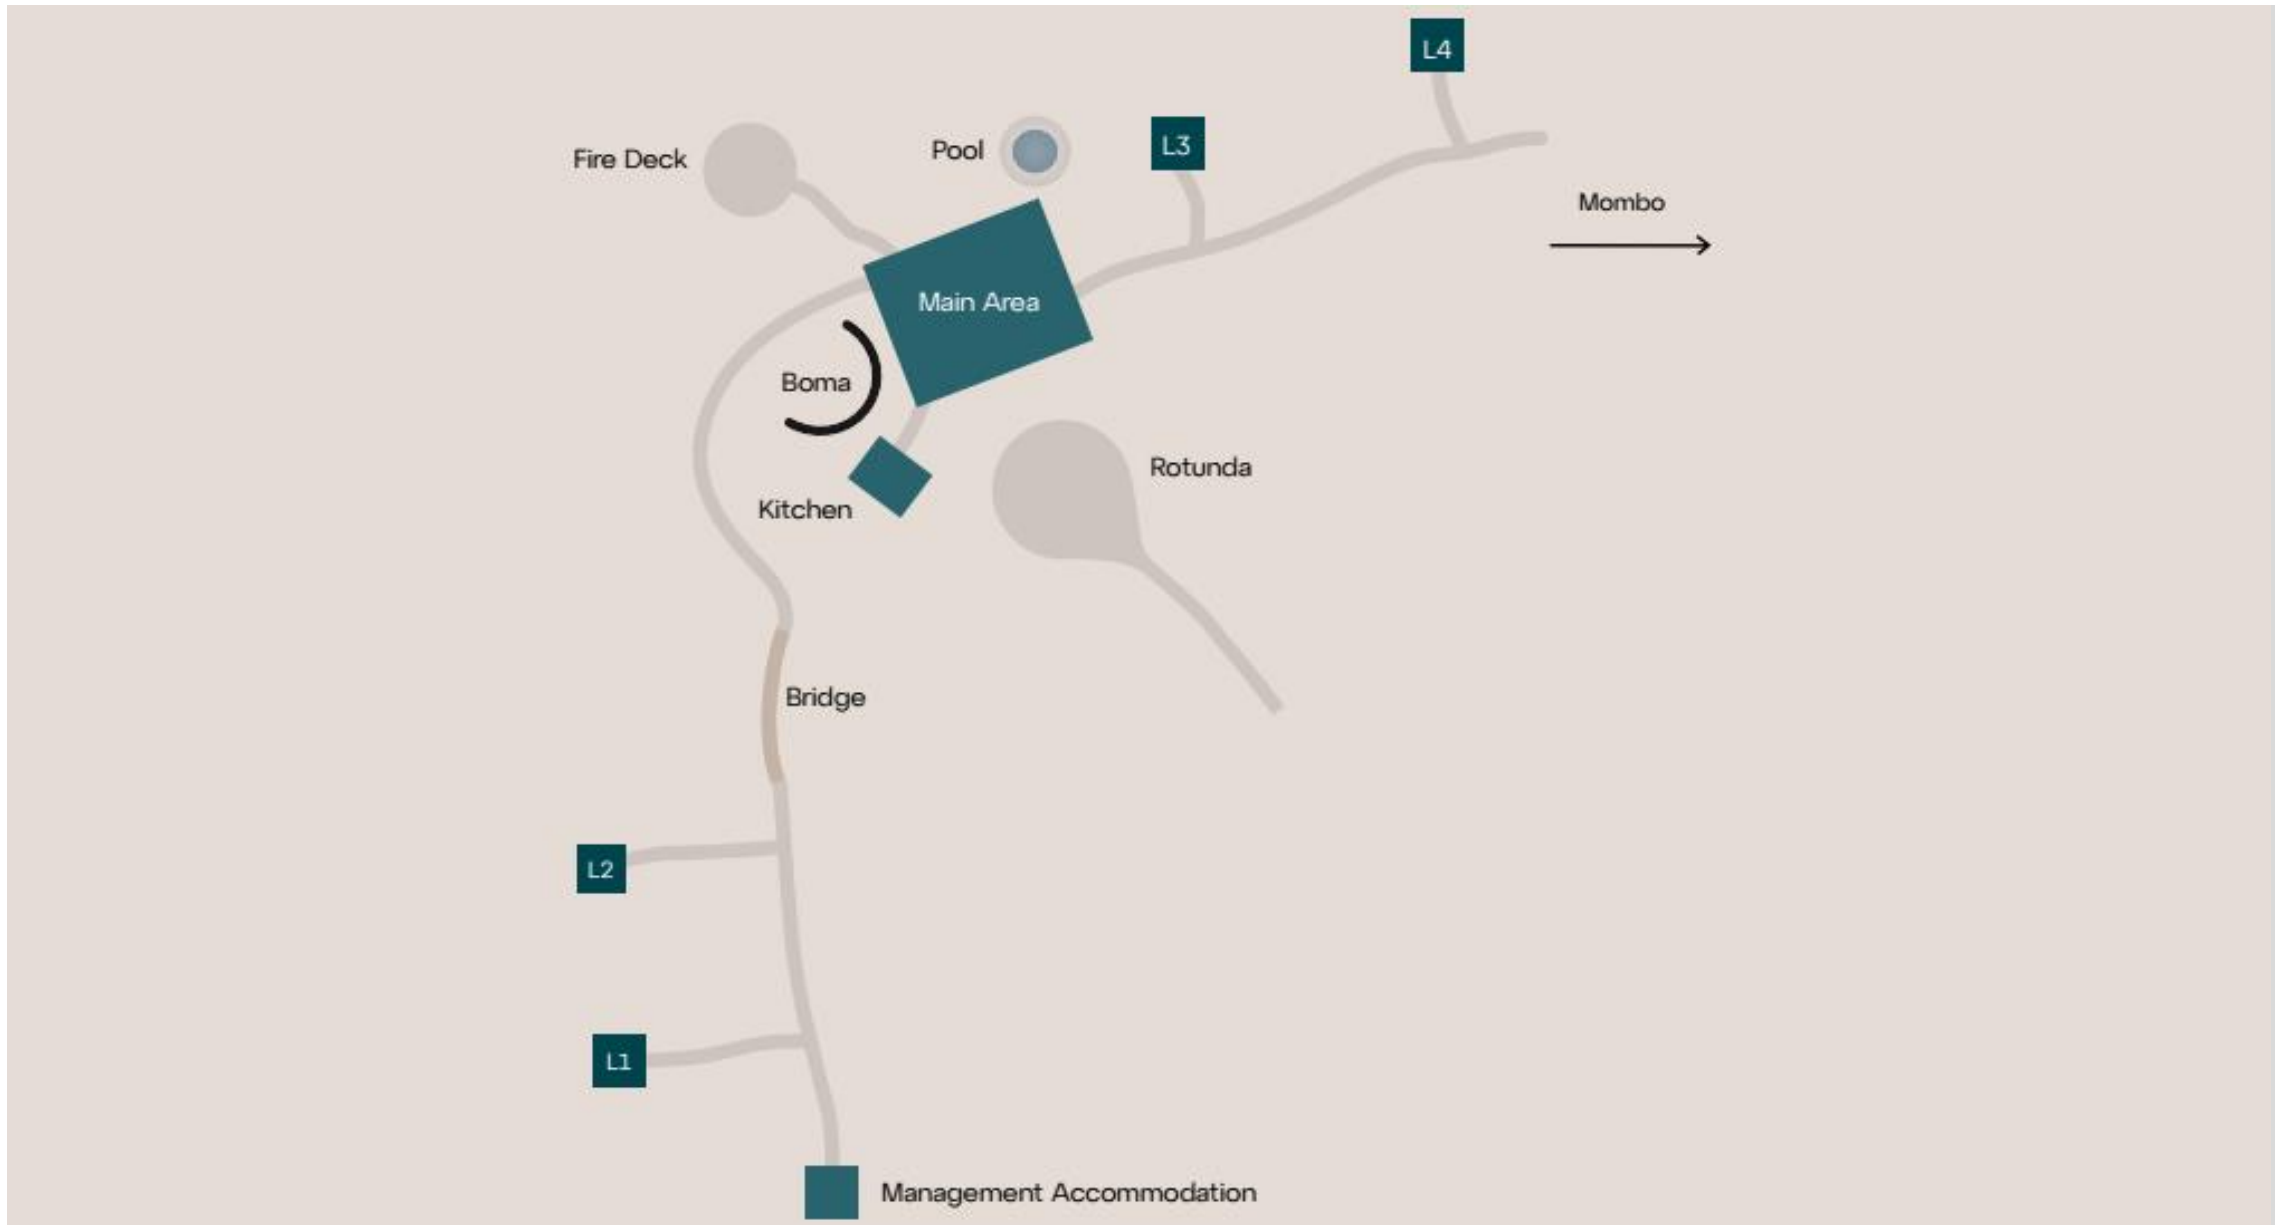 L4
Fire Deck
Pool
L3
Mombo
Main Area
Boma
Rotunda
Kitchen
Bridge
L2
L1
Management Accommodation